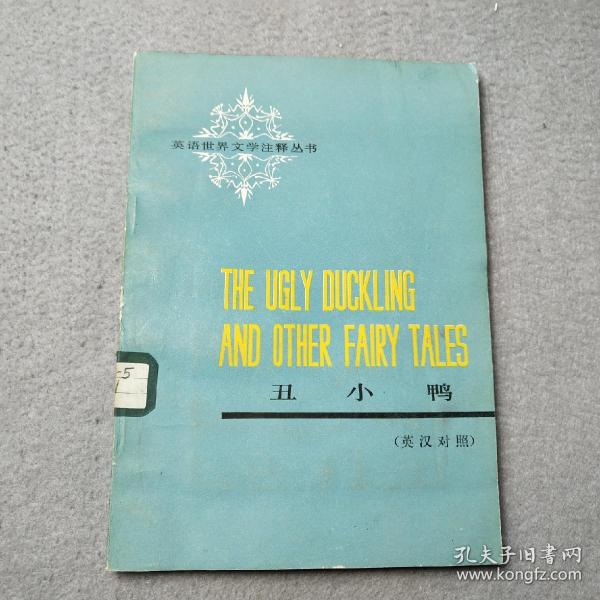 英语世界文学注释丛书
THE UGLY DUCKLING
AND OTHER FAIRY TALES
丑小鸭
(英汉对照)
-5
孔夫子旧书网
www.kongfz.com